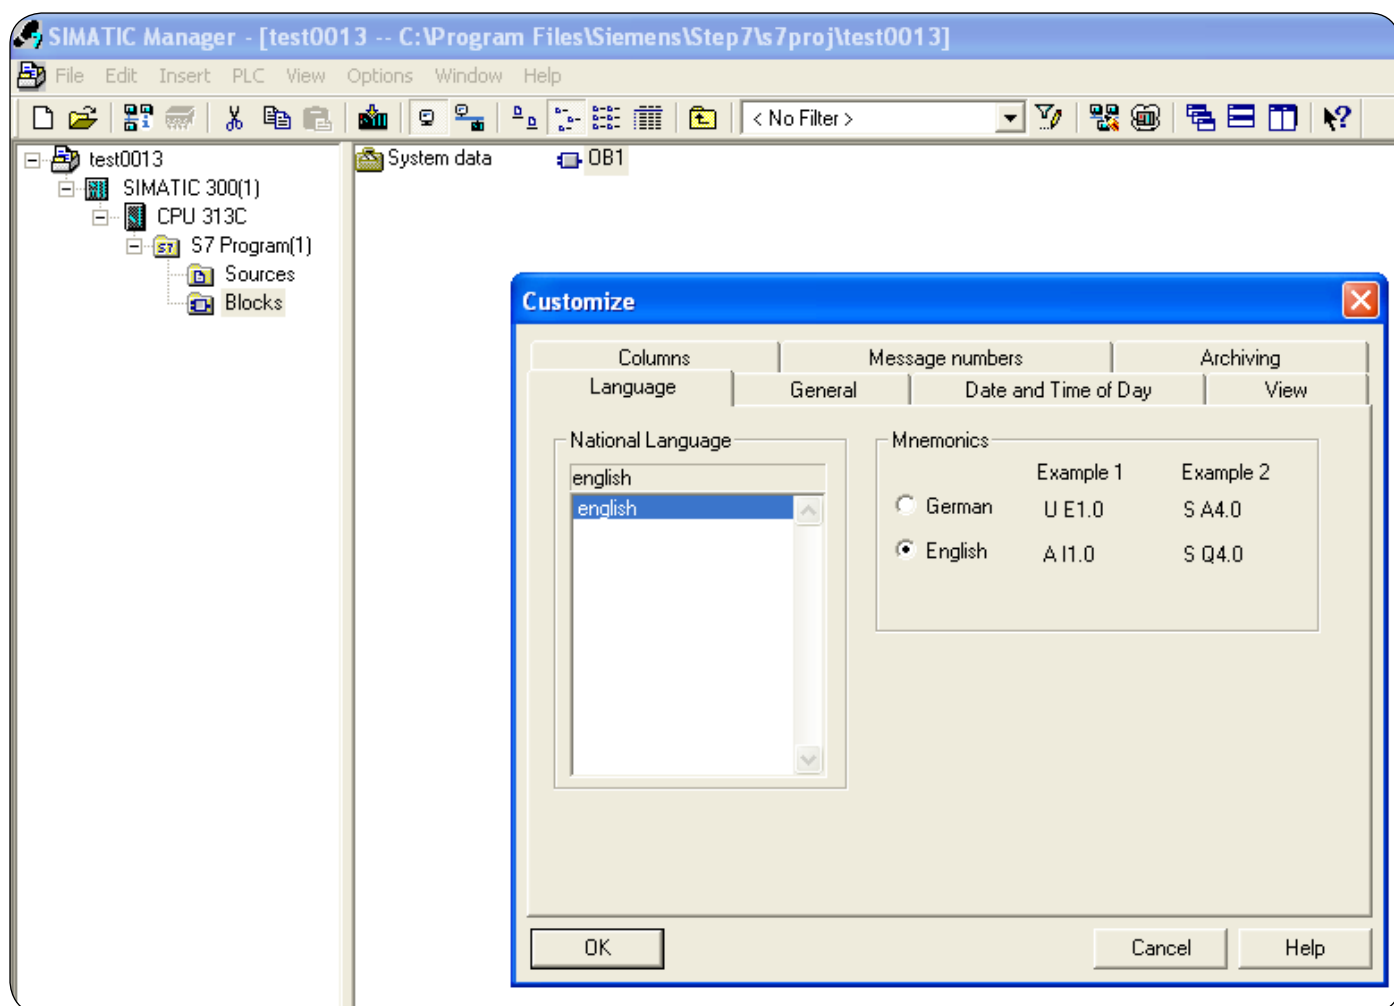 SIMATIC Manager - [test0013 -- C:\Program Files\Siemens\Step7\s7proj\test0013]
File Edit Insert PLC View Options Window Help
< No Filter >
test0013
SIMATIC 300(1)
CPU 313C
S7 Program(1)
Sources
Blocks
System data OB1
Customize
Columns Message numbers Archiving
Language General Date and Time of Day View
National Language
english
english
Mnemonics
Example 1 Example 2
German U E1.0 S A4.0
English A I1.0 S Q4.0
OK Cancel Help